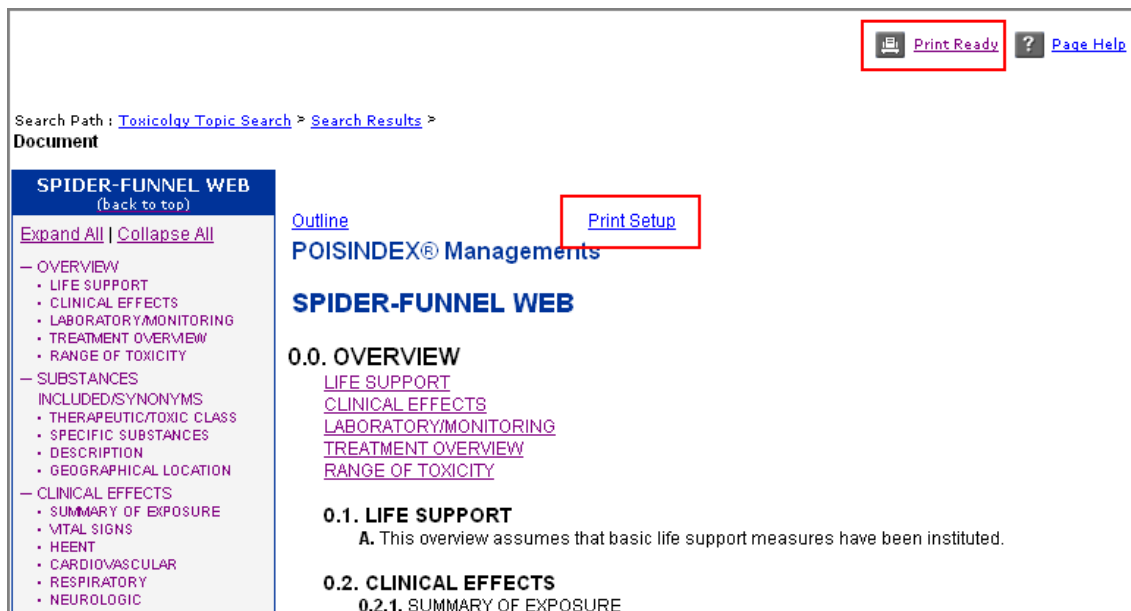 Print Ready ? Page Help
Search Path : Toxicolgy Topic Search > Search Results >
Document
SPIDER-FUNNEL WEB
(back to top)
Expand All | Collapse All
– OVERVIEW
• LIFE SUPPORT
• CLINICAL EFFECTS
• LABORATORY/MONITORING
• TREATMENT OVERVIEW
• RANGE OF TOXICITY
– SUBSTANCES
INCLUDED/SYNONYMS
• THERAPEUTIC/TOXIC CLASS
• SPECIFIC SUBSTANCES
• DESCRIPTION
• GEOGRAPHICAL LOCATION
– CLINICAL EFFECTS
• SUMMARY OF EXPOSURE
• VITAL SIGNS
• HEENT
• CARDIOVASCULAR
• RESPIRATORY
• NEUROLOGIC
Outline Print Setup
POISINDEX® Managements
SPIDER-FUNNEL WEB
0.0. OVERVIEW
LIFE SUPPORT
CLINICAL EFFECTS
LABORATORY/MONITORING
TREATMENT OVERVIEW
RANGE OF TOXICITY
0.1. LIFE SUPPORT
A. This overview assumes that basic life support measures have been instituted.
0.2. CLINICAL EFFECTS
0.2.1. SUMMARY OF EXPOSURE